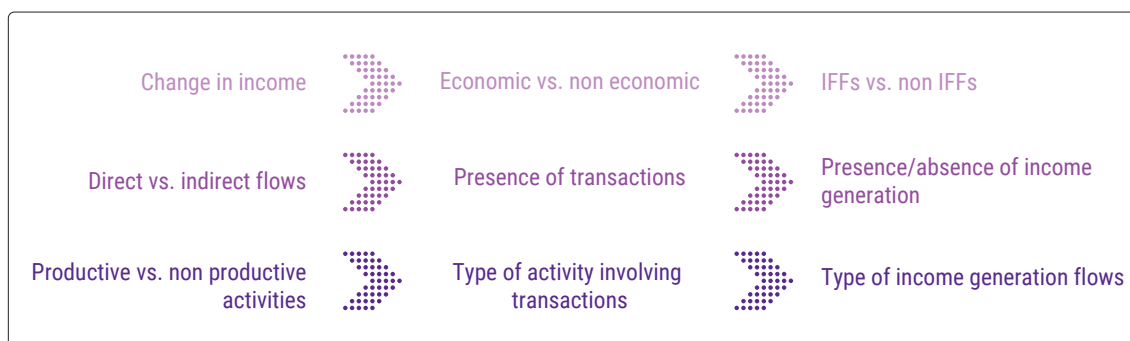 Change in income
Economic vs. non economic
IFFs vs. non IFFs
Direct vs. indirect flows
Presence of transactions
Presence/absence of income
generation
Productive vs. non productive
activities
Type of activity involving
transactions
Type of income generation flows